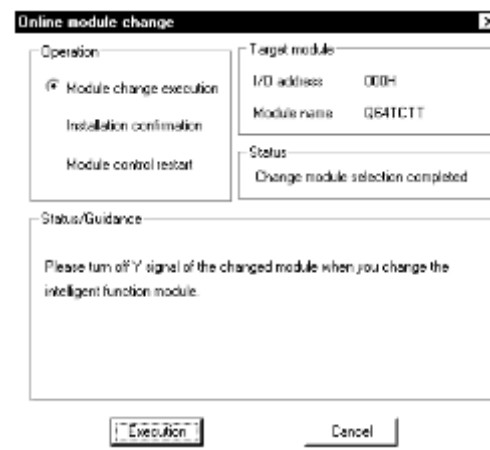 Online module change
Operation
Module change execution
Installation confirmation
Module control restart
Target module
I/O address 000H
Module name Q64TCTT
Status
Change module selection completed
Status/Guidance
Please turn off Y signal of the changed module when you change the
intelligent function module.
Execution
Cancel